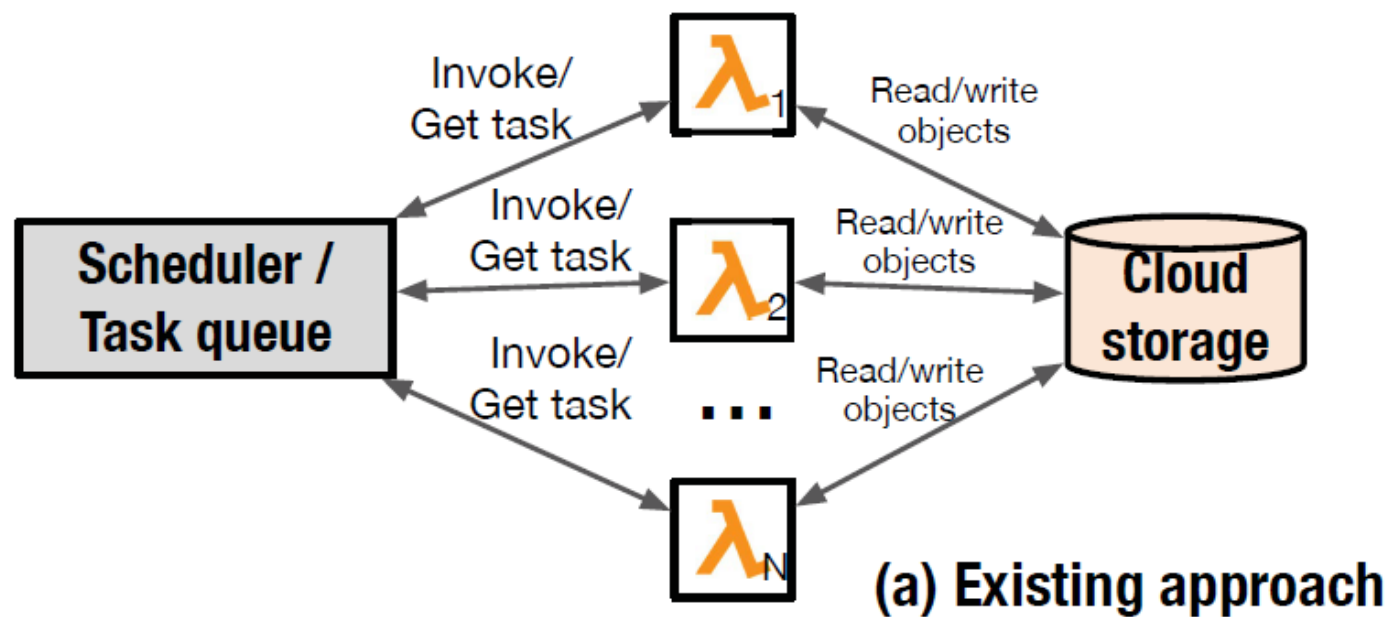 Invoke/
Get task
λ1
Read/write
objects
Scheduler /
Task queue
Invoke/
Get task
λ2
Read/write
objects
Cloud
storage
Invoke/
Get task
...
Read/write
objects
λN
(a) Existing approach